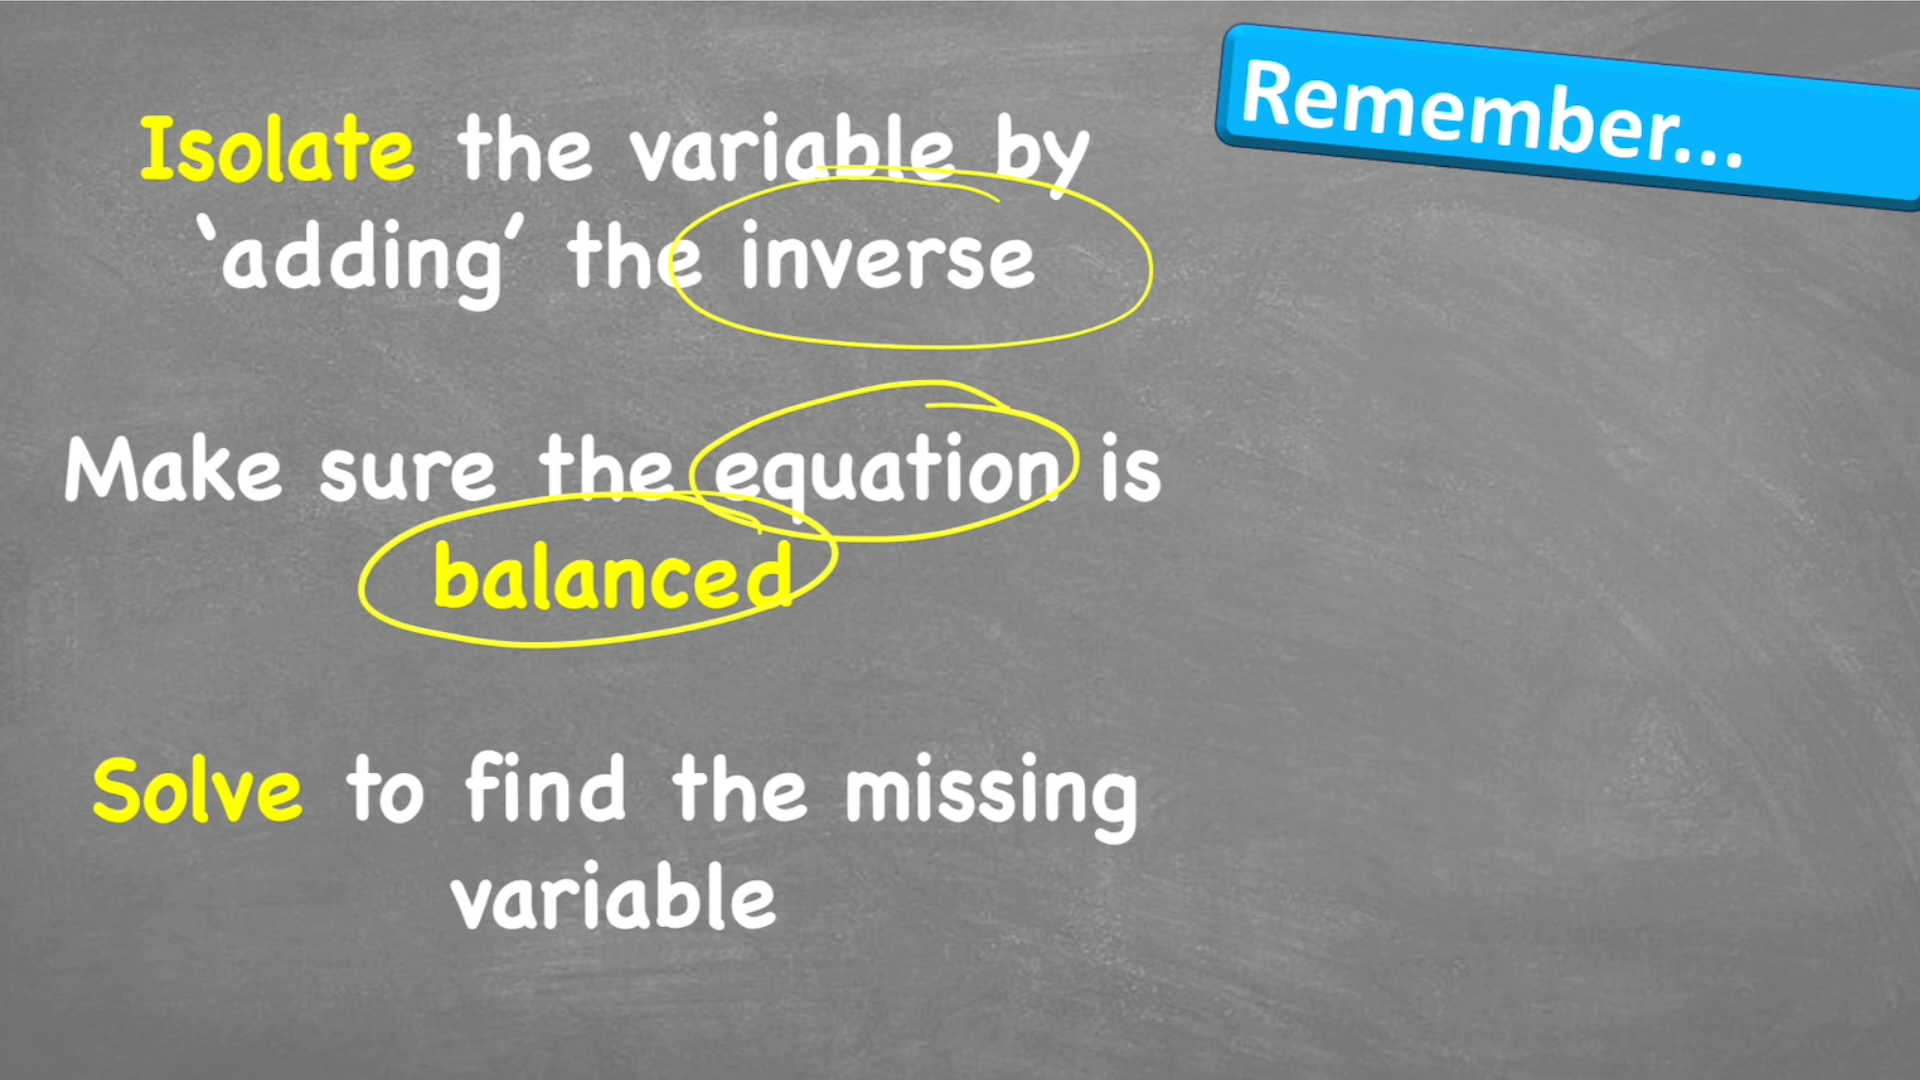 Remember...
Isolate the variable by
‘adding’ the inverse
Make sure the equation is
balanced
Solve to find the missing
variable